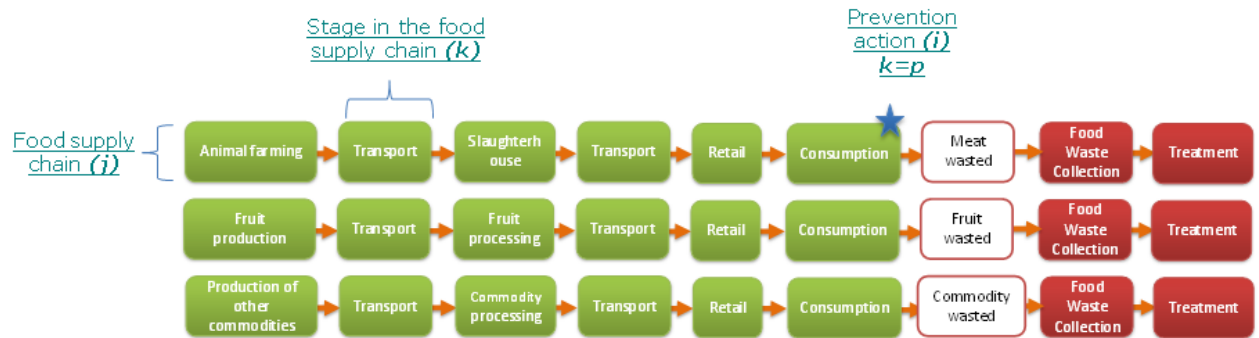 Stage in the food
supply chain (k)
Prevention
action (i)
k=p
Food supply
chain (j)
Animal farming
Transport
Slaughterh
ouse
Transport
Retail
Consumption
Meat
wasted
Food
Waste
Collection
Treatment
Fruit
production
Transport
Fruit
processing
Transport
Retail
Consumption
Fruit
wasted
Food
Waste
Collection
Treatment
Production of
other
commodities
Transport
Commodity
processing
Transport
Retail
Consumption
Commodity
wasted
Food
Waste
Collection
Treatment